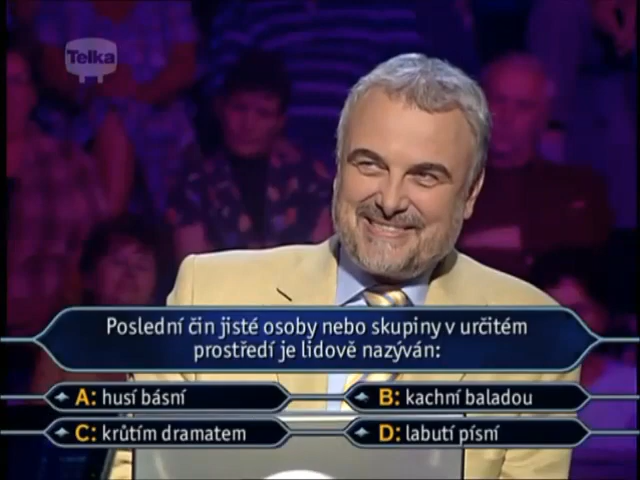 Telka
Poslední čin jisté osoby nebo skupiny v určitém
prostředí je lidově nazýván:
A: husí básní
B: kachní baladou
C: krůtím dramatem
D: labutí písní